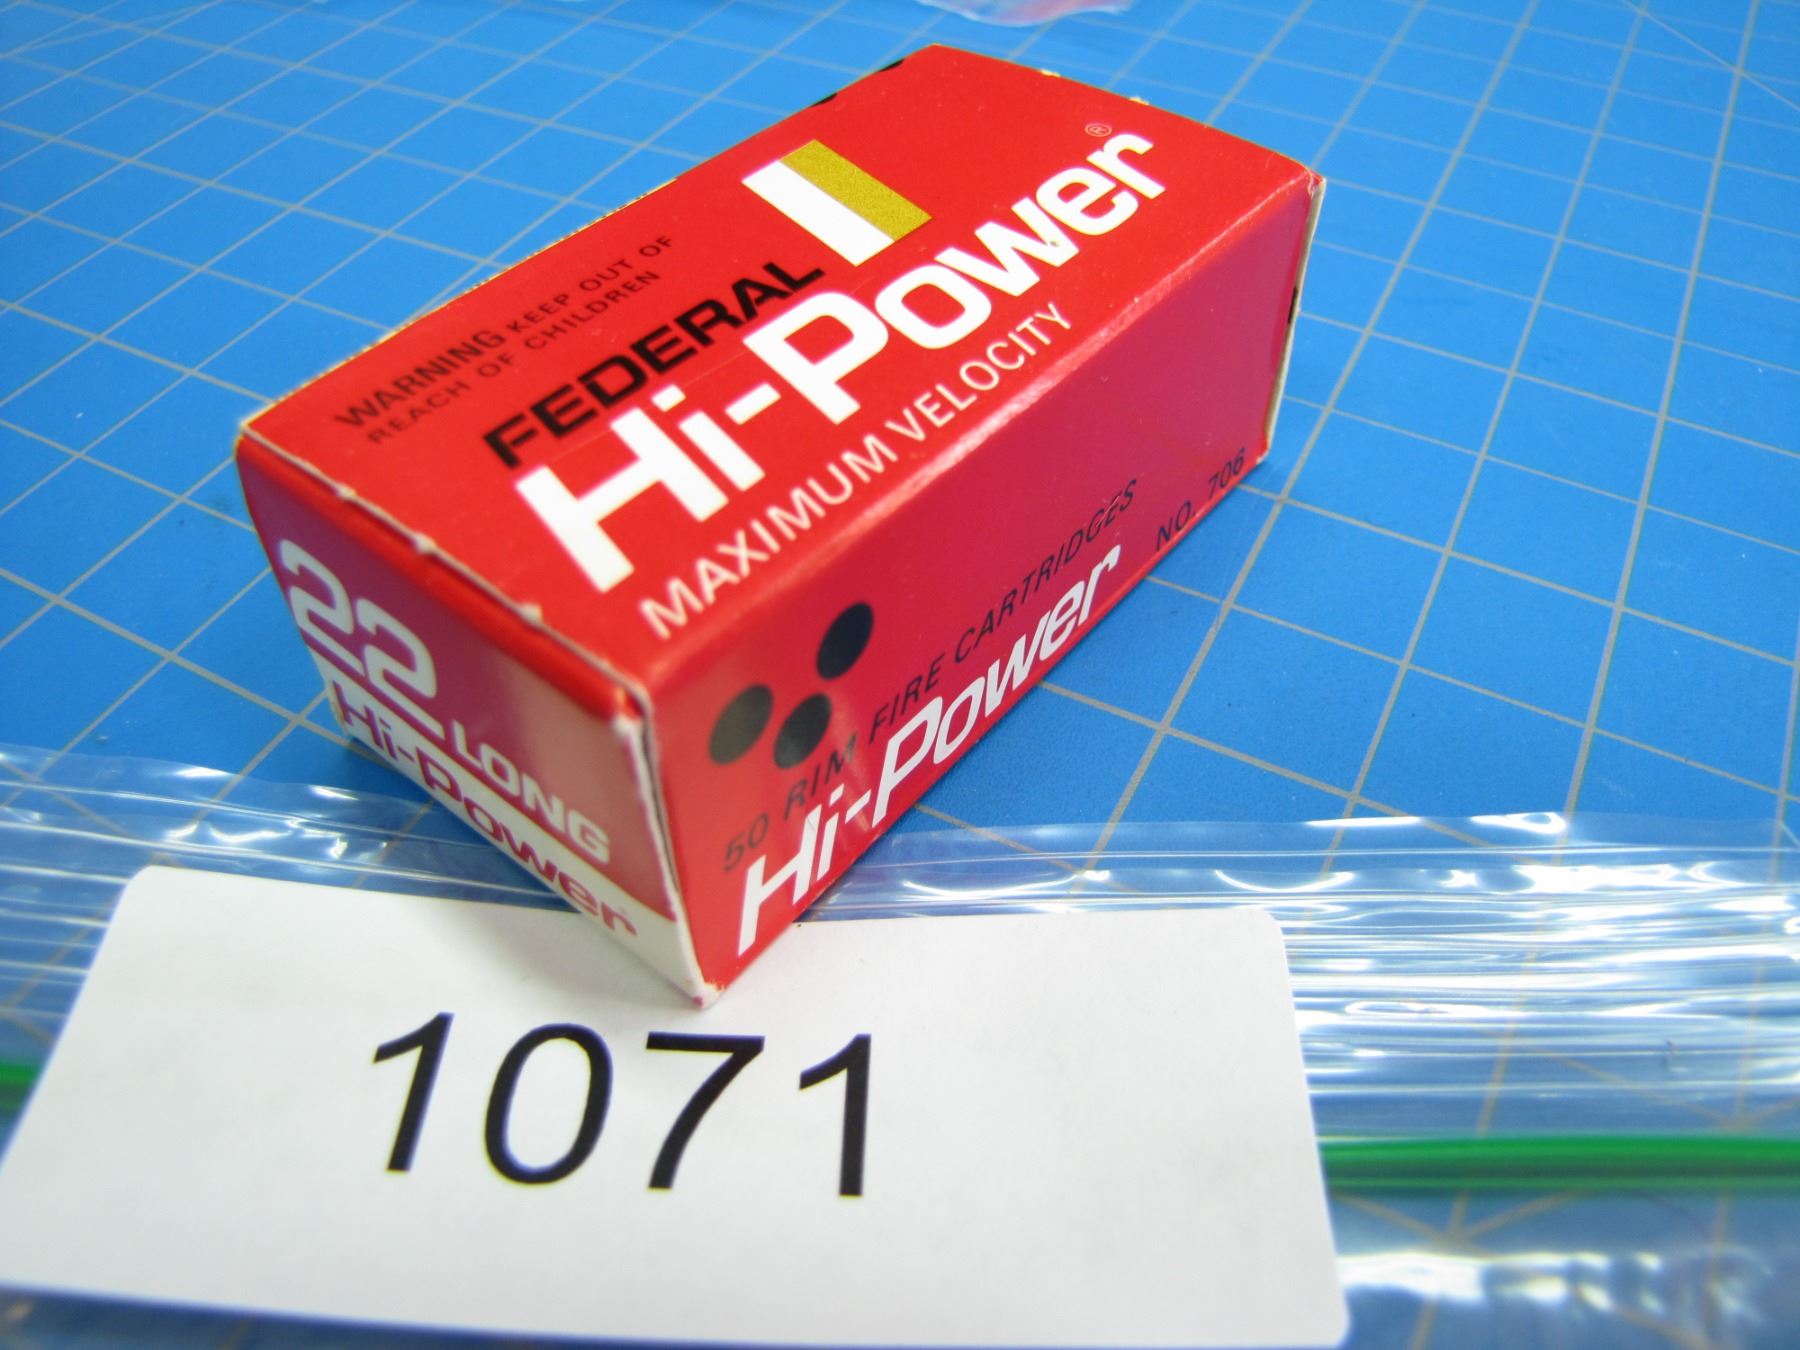 WARNING KEEP OUT OF
REACH OF CHILDREN
FEDERAL
Hi-Power®
MAXIMUM VELOCITY
22 LONG
Hi-Power
50 RIM FIRE CARTRIDGES NO. 706
Hi-Power
1071